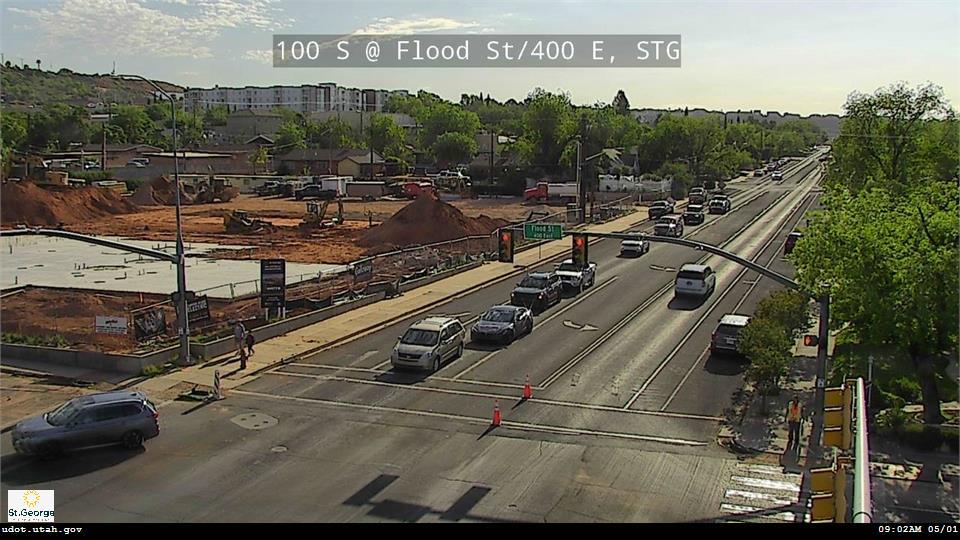 100 S @ Flood St/400 E, STG
Flood St
400 East
St.George
udot.utah.gov
09:02AM 05/01